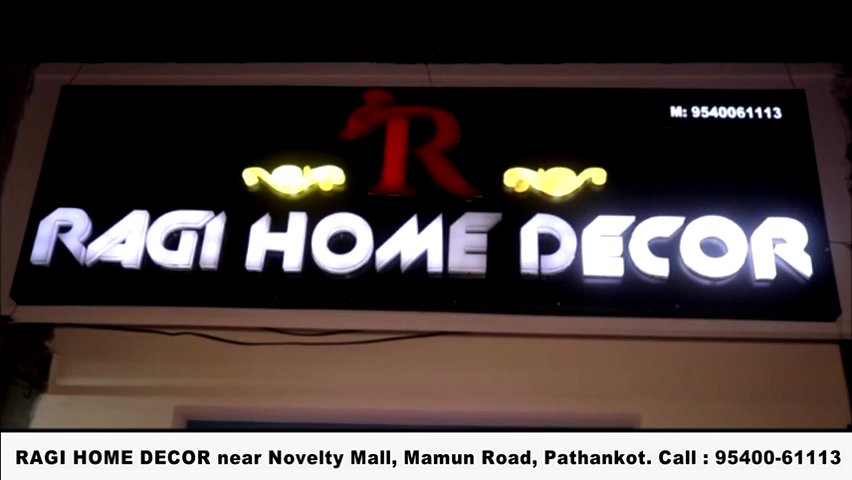 R
M: 9540061113
RAGI HOME DECOR
RAGI HOME DECOR near Novelty Mall, Mamun Road, Pathankot. Call : 95400-61113